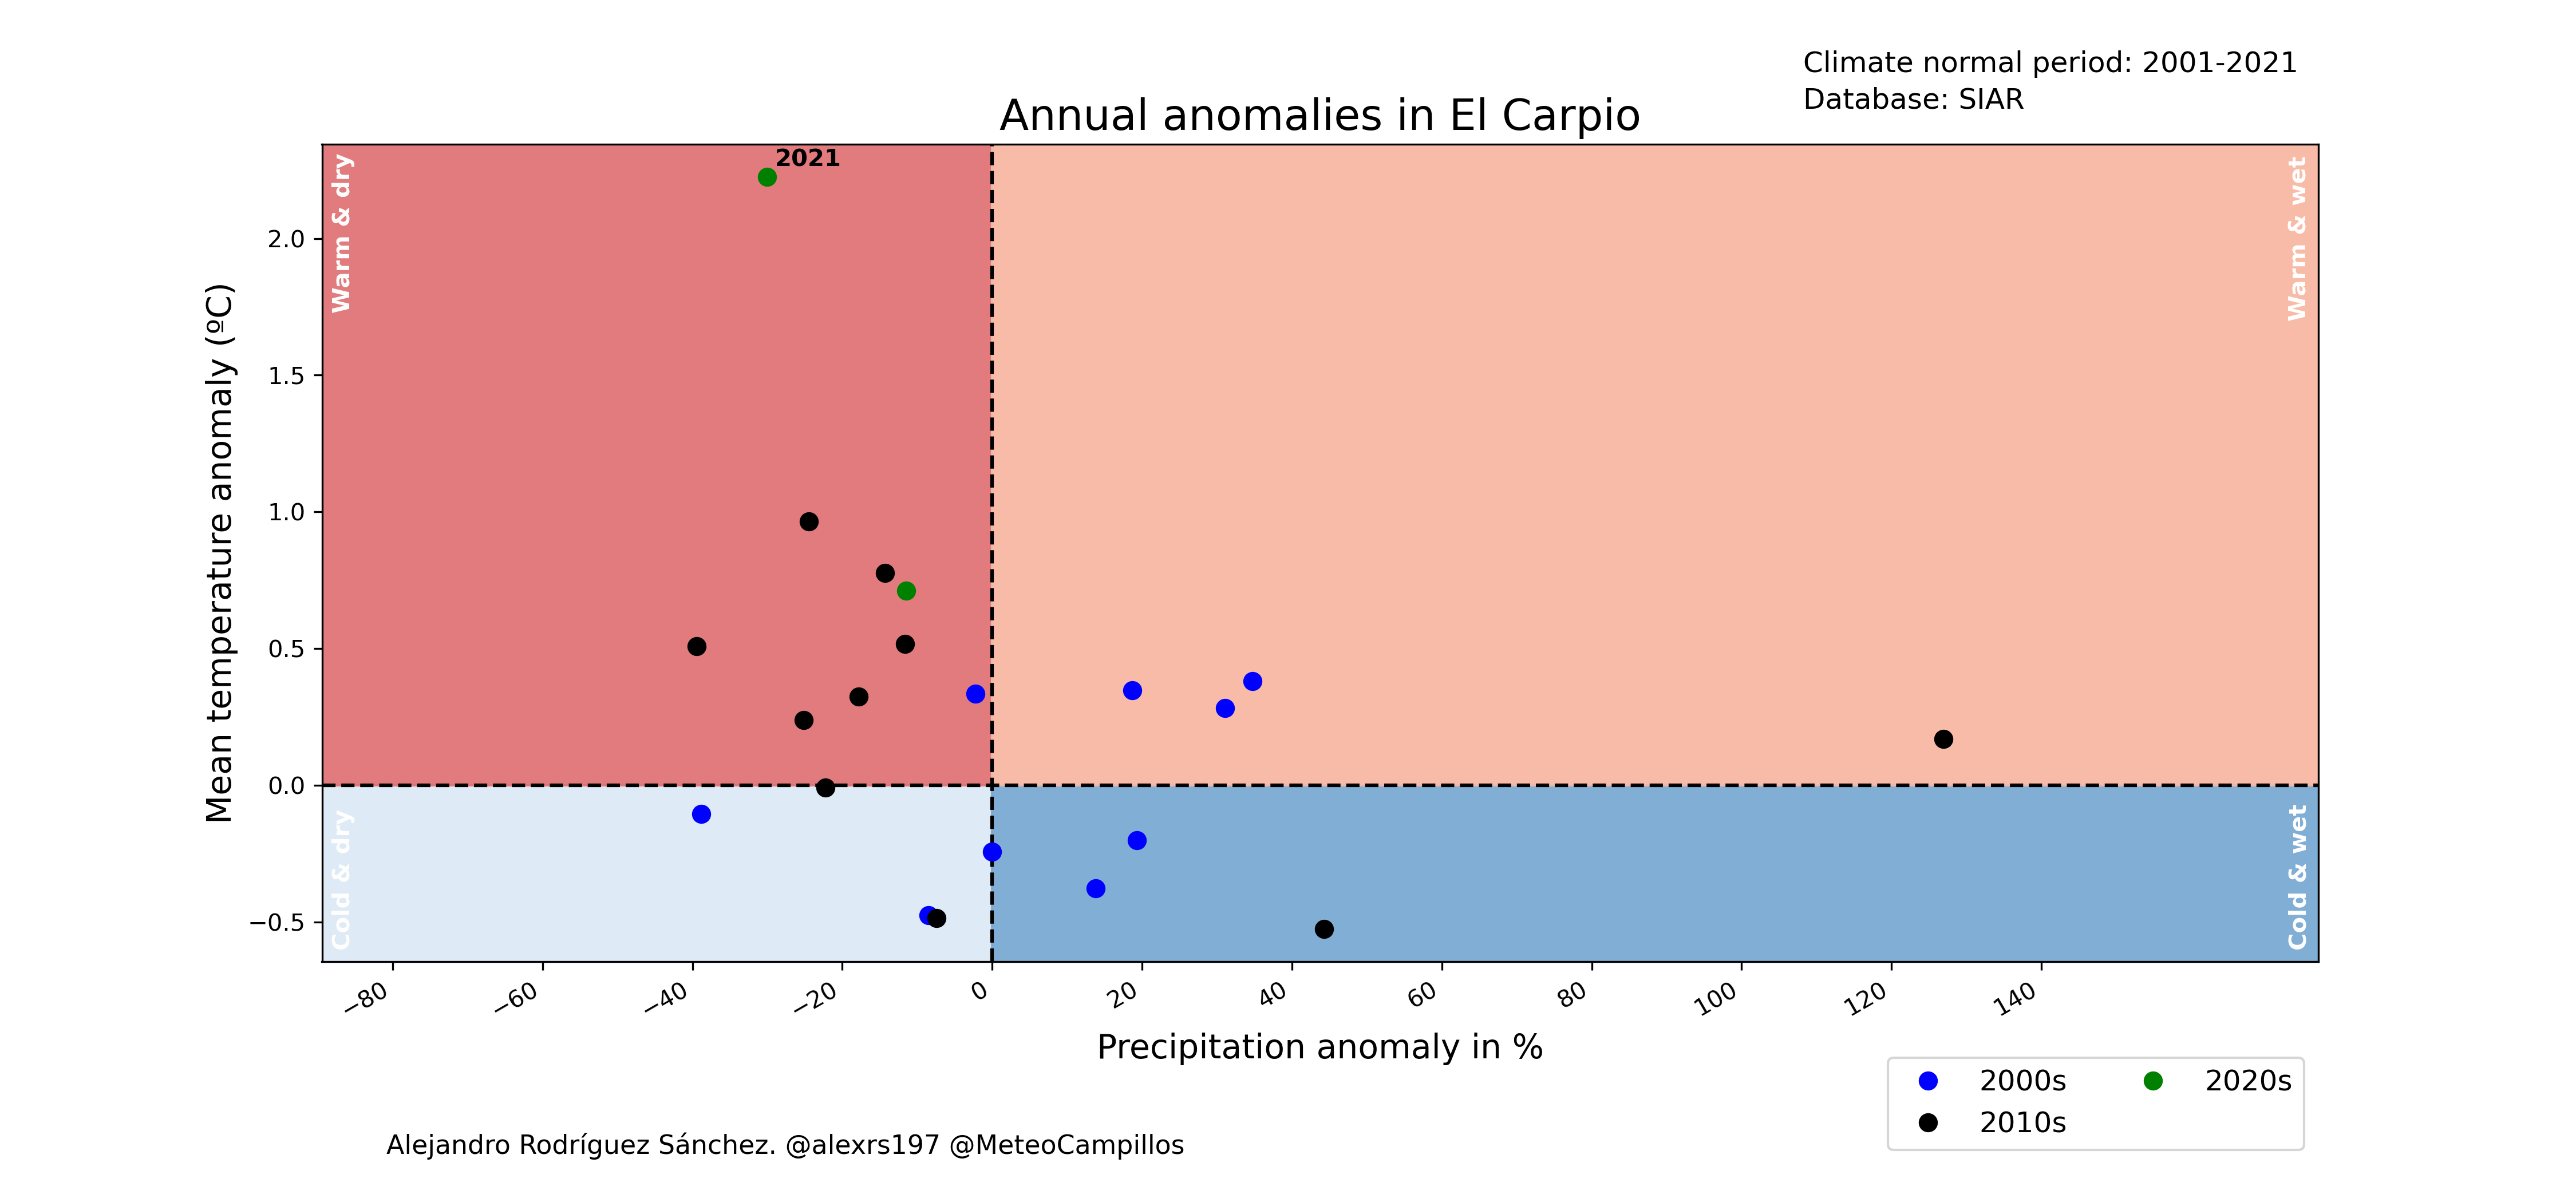 Climate normal period: 2001-2021
Database: SIAR
Annual anomalies in El Carpio
2021
Warm & dry
Warm & wet
2.0
1.5
1.0
0.5
0.0
−0.5
Mean temperature anomaly (ºC)
Cold & dry
Cold & wet
−80 −60 −40 −20 0 20 40 60 80 100 120 140
Precipitation anomaly in %
2000s 2020s
2010s
Alejandro Rodríguez Sánchez. @alexrs197 @MeteoCampillos